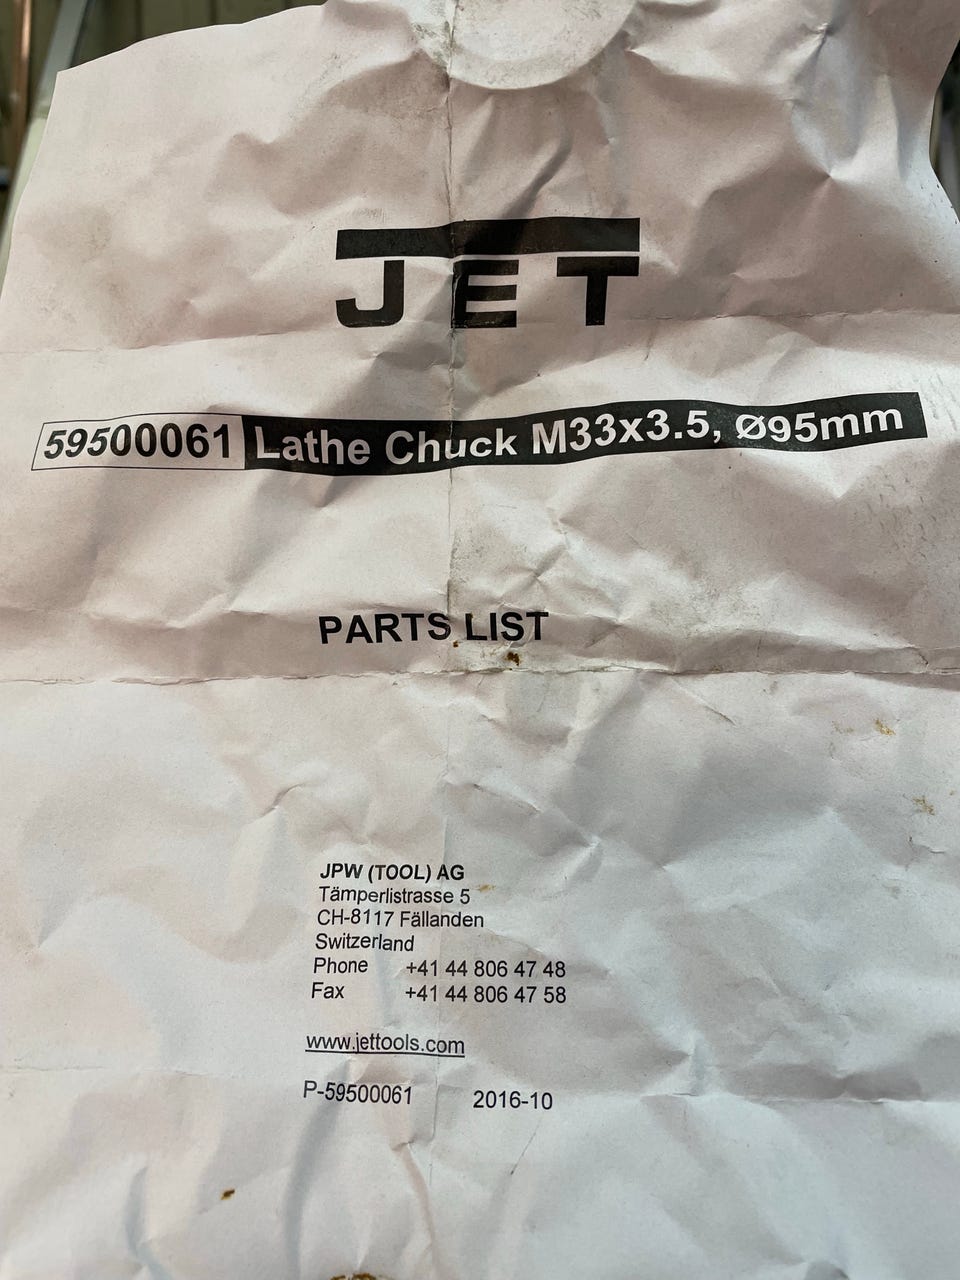 JET
59500061 Lathe Chuck M33x3.5, Ø95mm
PARTS LIST
JPW (TOOL) AG
Tämperlistrasse 5
CH-8117 Fällanden
Switzerland
Phone +41 44 806 47 48
Fax +41 44 806 47 58
www.jettools.com
P-59500061 2016-10